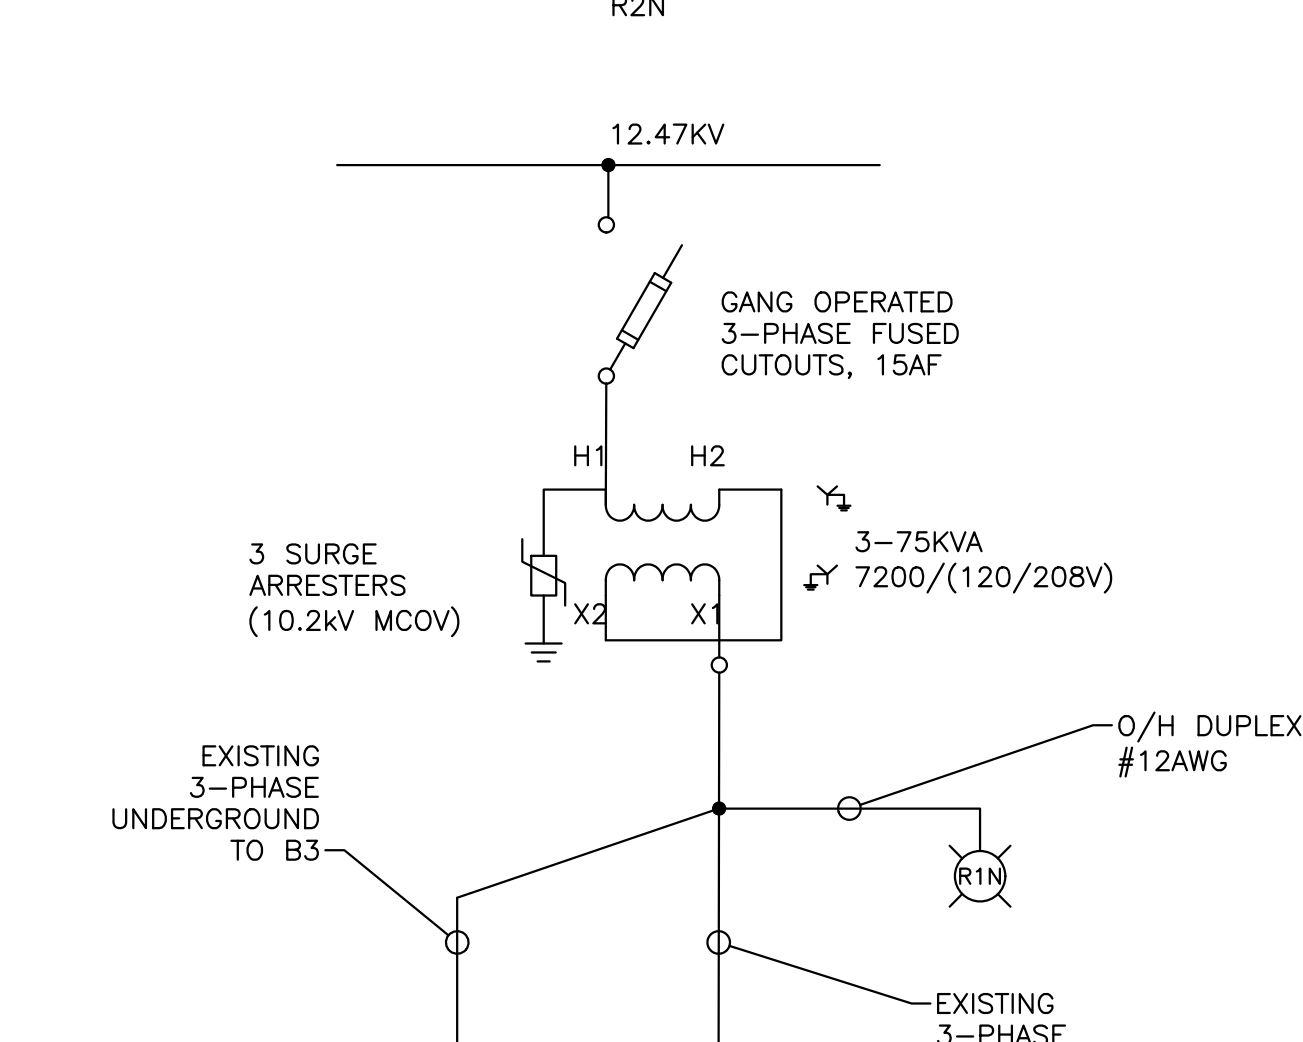 R2N
12.47KV
GANG OPERATED
3-PHASE FUSED
CUTOUTS, 15AF
H1
H2
3 SURGE
ARRESTERS
(10.2kV MCOV)
3-75KVA
7200/(120/208V)
X2
X1
O/H DUPLEX
#12AWG
EXISTING
3-PHASE
UNDERGROUND
TO B3
R1N
EXISTING
3-PHASE